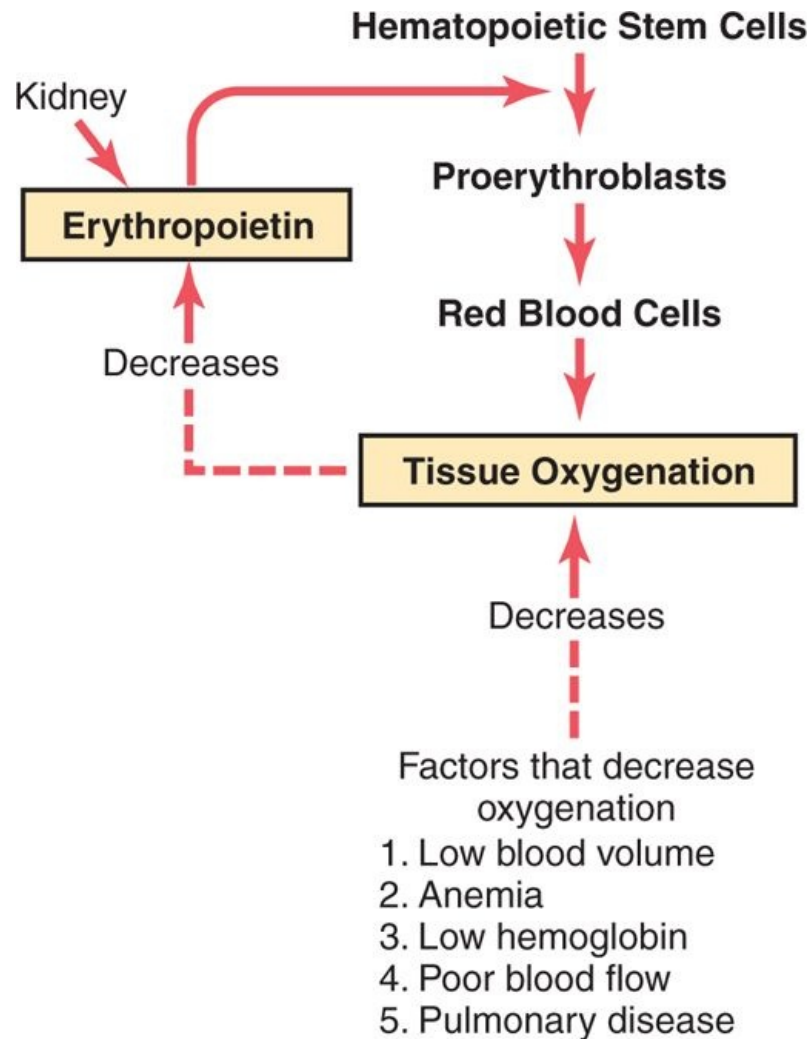 Hematopoietic Stem Cells
Kidney
Proerythroblasts
Erythropoietin
Red Blood Cells
Decreases
Tissue Oxygenation
Decreases
Factors that decrease
oxygenation
1. Low blood volume
2. Anemia
3. Low hemoglobin
4. Poor blood flow
5. Pulmonary disease